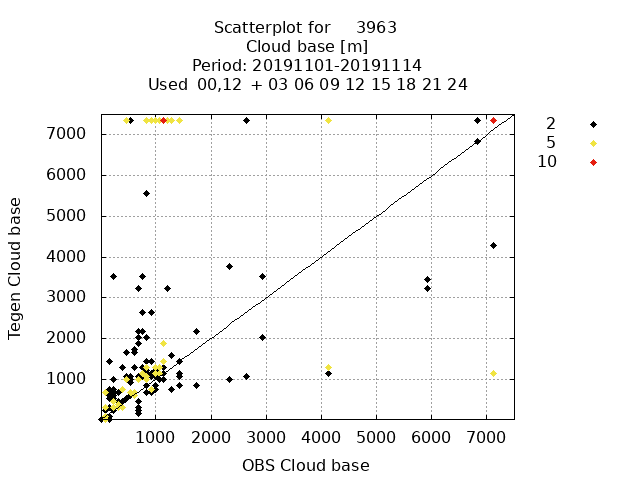 Scatterplot for 3963
Cloud base [m]
Period: 20191101-20191114
Used 00,12 + 03 06 09 12 15 18 21 24
2
5
10
7000
6000
5000
4000
3000
2000
1000
Tegen Cloud base
1000 2000 3000 4000 5000 6000 7000
OBS Cloud base